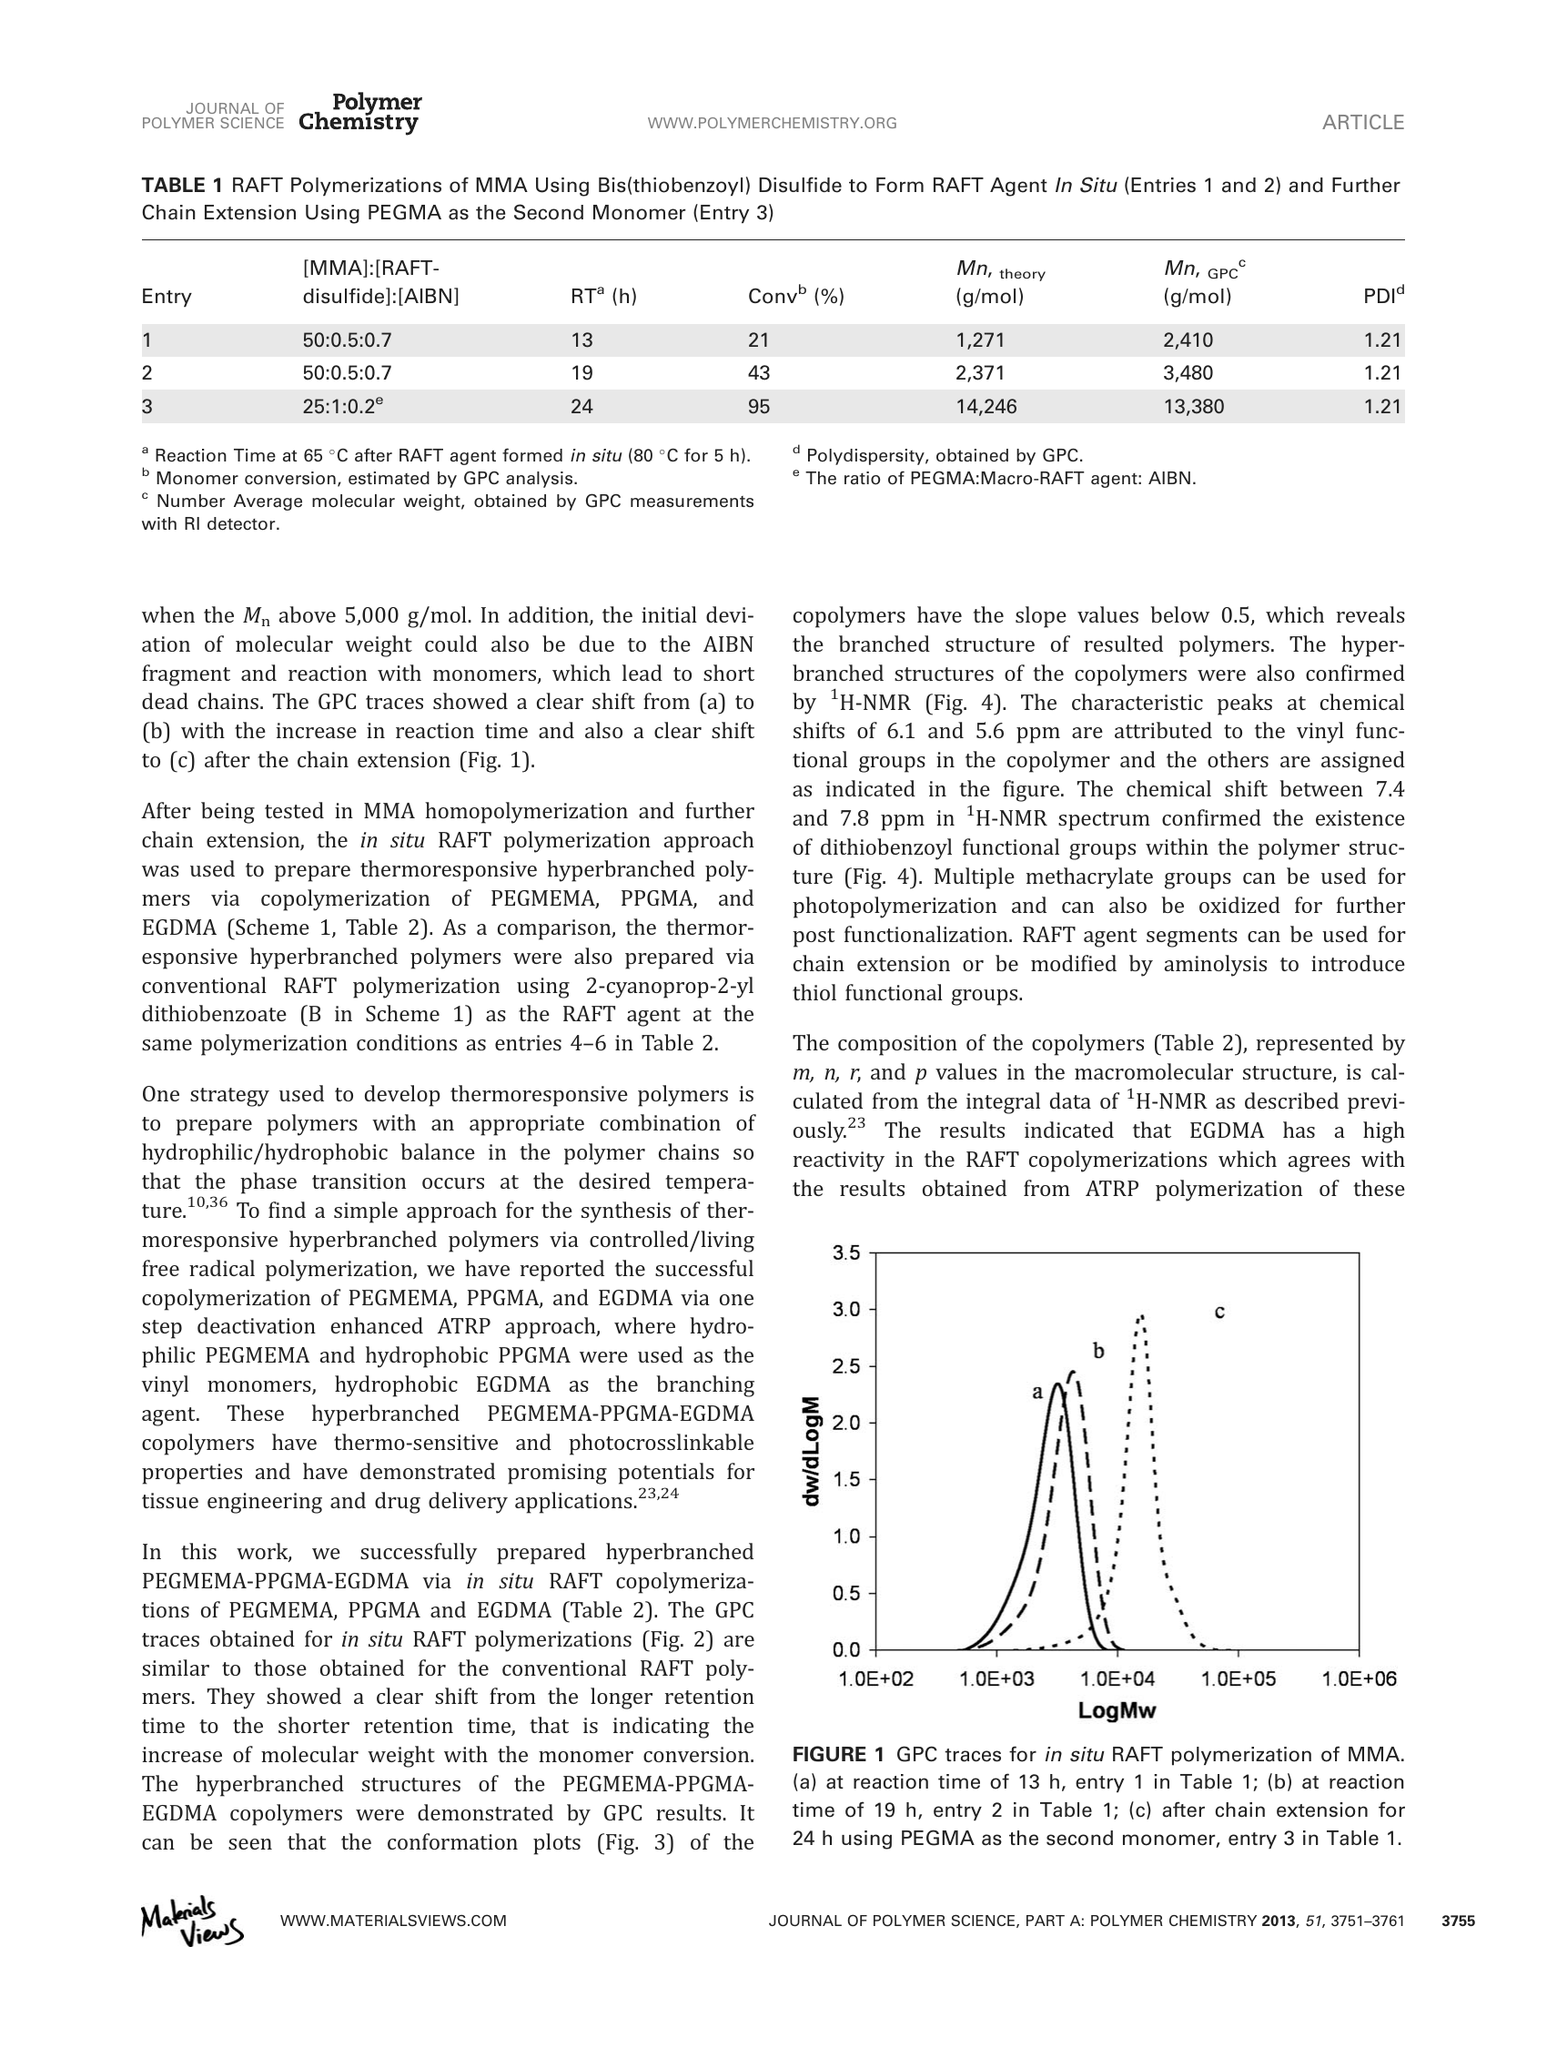 JOURNAL OF
POLYMER SCIENCE
Polymer
Chemistry
WWW.POLYMERCHEMISTRY.ORG
ARTICLE
TABLE 1 RAFT Polymerizations of MMA Using Bis(thiobenzoyl) Disulfide to Form RAFT Agent In Situ (Entries 1 and 2) and Further
Chain Extension Using PEGMA as the Second Monomer (Entry 3)
Entry [MMA]:[RAFT-disulfide]:[AIBN] RTᵃ (h) Convᵇ (%) Mn, theory (g/mol) Mn, GPCᶜ (g/mol) PDIᵈ
1 50:0.5:0.7 13 21 1,271 2,410 1.21
2 50:0.5:0.7 19 43 2,371 3,480 1.21
3 25:1:0.2ᵉ 24 95 14,246 13,380 1.21
ᵃ Reaction Time at 65 °C after RAFT agent formed in situ (80 °C for 5 h).
ᵇ Monomer conversion, estimated by GPC analysis.
ᶜ Number Average molecular weight, obtained by GPC measurements
with RI detector.
ᵈ Polydispersity, obtained by GPC.
ᵉ The ratio of PEGMA:Macro-RAFT agent: AIBN.
when the Mn above 5,000 g/mol. In addition, the initial devi-
ation of molecular weight could also be due to the AIBN
fragment and reaction with monomers, which lead to short
dead chains. The GPC traces showed a clear shift from (a) to
(b) with the increase in reaction time and also a clear shift
to (c) after the chain extension (Fig. 1).
After being tested in MMA homopolymerization and further
chain extension, the in situ RAFT polymerization approach
was used to prepare thermoresponsive hyperbranched poly-
mers via copolymerization of PEGMEMA, PPGMA, and
EGDMA (Scheme 1, Table 2). As a comparison, the thermor-
esponsive hyperbranched polymers were also prepared via
conventional RAFT polymerization using 2-cyanoprop-2-yl
dithiobenzoate (B in Scheme 1) as the RAFT agent at the
same polymerization conditions as entries 4–6 in Table 2.
One strategy used to develop thermoresponsive polymers is
to prepare polymers with an appropriate combination of
hydrophilic/hydrophobic balance in the polymer chains so
that the phase transition occurs at the desired tempera-
ture.10,36 To find a simple approach for the synthesis of ther-
moresponsive hyperbranched polymers via controlled/living
free radical polymerization, we have reported the successful
copolymerization of PEGMEMA, PPGMA, and EGDMA via one
step deactivation enhanced ATRP approach, where hydro-
philic PEGMEMA and hydrophobic PPGMA were used as the
vinyl monomers, hydrophobic EGDMA as the branching
agent. These hyperbranched PEGMEMA-PPGMA-EGDMA
copolymers have thermo-sensitive and photocrosslinkable
properties and have demonstrated promising potentials for
tissue engineering and drug delivery applications.23,24
In this work, we successfully prepared hyperbranched
PEGMEMA-PPGMA-EGDMA via in situ RAFT copolymeriza-
tions of PEGMEMA, PPGMA and EGDMA (Table 2). The GPC
traces obtained for in situ RAFT polymerizations (Fig. 2) are
similar to those obtained for the conventional RAFT poly-
mers. They showed a clear shift from the longer retention
time to the shorter retention time, that is indicating the
increase of molecular weight with the monomer conversion.
The hyperbranched structures of the PEGMEMA-PPGMA-
EGDMA copolymers were demonstrated by GPC results. It
can be seen that the conformation plots (Fig. 3) of the
copolymers have the slope values below 0.5, which reveals
the branched structure of resulted polymers. The hyper-
branched structures of the copolymers were also confirmed
by 1H-NMR (Fig. 4). The characteristic peaks at chemical
shifts of 6.1 and 5.6 ppm are attributed to the vinyl func-
tional groups in the copolymer and the others are assigned
as indicated in the figure. The chemical shift between 7.4
and 7.8 ppm in 1H-NMR spectrum confirmed the existence
of dithiobenzoyl functional groups within the polymer struc-
ture (Fig. 4). Multiple methacrylate groups can be used for
photopolymerization and can also be oxidized for further
post functionalization. RAFT agent segments can be used for
chain extension or be modified by aminolysis to introduce
thiol functional groups.
The composition of the copolymers (Table 2), represented by
m, n, r, and p values in the macromolecular structure, is cal-
culated from the integral data of 1H-NMR as described previ-
ously.23 The results indicated that EGDMA has a high
reactivity in the RAFT copolymerizations which agrees with
the results obtained from ATRP polymerization of these
3.5
3.0
2.5
2.0
1.5
1.0
0.5
0.0
dw/dLogM
a
b
c
1.0E+02 1.0E+03 1.0E+04 1.0E+05 1.0E+06
LogMw
FIGURE 1 GPC traces for in situ RAFT polymerization of MMA.
(a) at reaction time of 13 h, entry 1 in Table 1; (b) at reaction
time of 19 h, entry 2 in Table 1; (c) after chain extension for
24 h using PEGMA as the second monomer, entry 3 in Table 1.
Materials
Views
WWW.MATERIALSVIEWS.COM
JOURNAL OF POLYMER SCIENCE, PART A: POLYMER CHEMISTRY 2013, 51, 3751–3761
3755